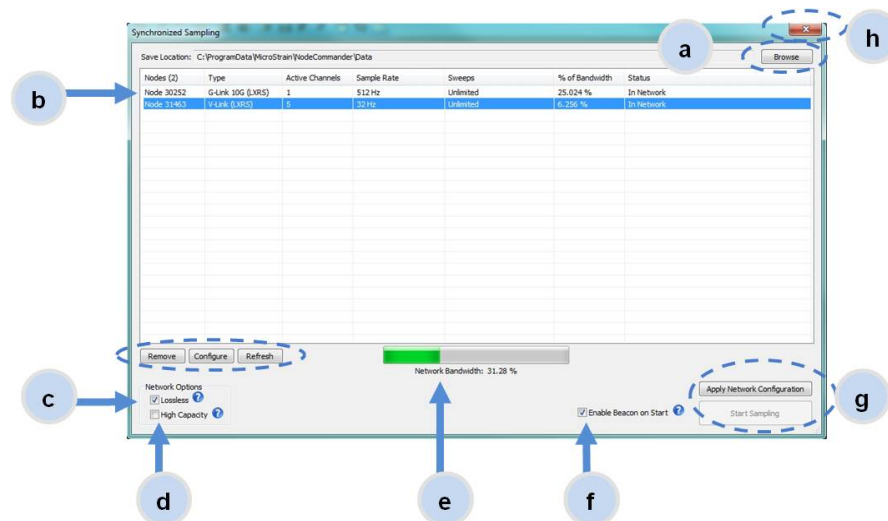 Synchronized Sampling
h
a
Save Location: C:\ProgramData\MicroStrain\NodeCommander\Data
Browse
Nodes (2) Type Active Channels Sample Rate Sweeps % of Bandwidth Status
b
Node 30252 G-Link 10G (LXRS) 1 512 Hz Unlimited 25.024 % In Network
Node 31463 V-Link (LXRS) 5 32 Hz Unlimited 6.256 % In Network
Remove Configure Refresh
Network Bandwidth: 31.28 %
Network Options
Apply Network Configuration
c
Lossless
g
High Capacity
Enable Beacon on Start
Start Sampling
d
e
f